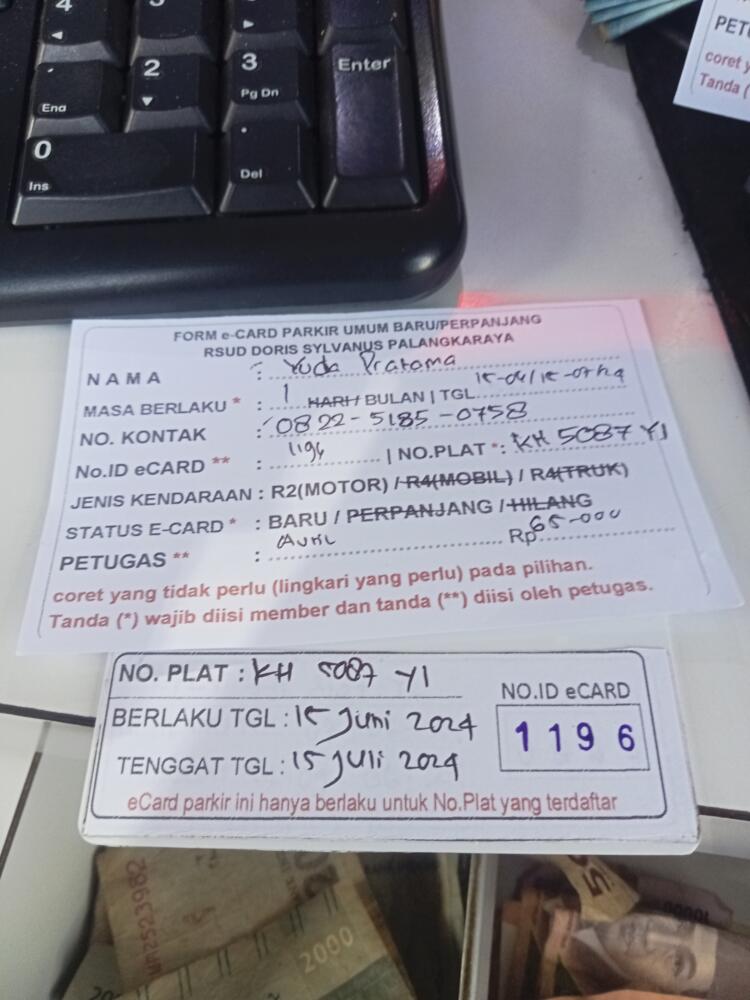 4
2
3
Enter
End
Pg Dn
0
Ins
Del
PETU
coret y
Tanda (
FORM e-CARD PARKIR UMUM BARU/PERPANJANG
RSUD DORIS SYLVANUS PALANGKARAYA
NAMA : Yuda Pratama
MASA BERLAKU * : 1 HARI / BULAN | TGL 15-06/15-07/24
NO. KONTAK : 0822-5185-0758
No.ID eCARD ** : 1196 | NO.PLAT *: KH 5087 YI
JENIS KENDARAAN : R2(MOTOR) / R4(MOBIL) / R4(TRUK)
STATUS E-CARD * : BARU / PERPANJANG / HILANG
PETUGAS ** : Rp 65-000
coret yang tidak perlu (lingkari yang perlu) pada pilihan.
Tanda (*) wajib diisi member dan tanda (**) diisi oleh petugas.
NO. PLAT : KH 5087 YI
BERLAKU TGL : 15 Juni 2024
TENGGAT TGL : 15 Juli 2024
NO.ID eCARD
1196
eCard parkir ini hanya berlaku untuk No.Plat yang terdaftar
2000